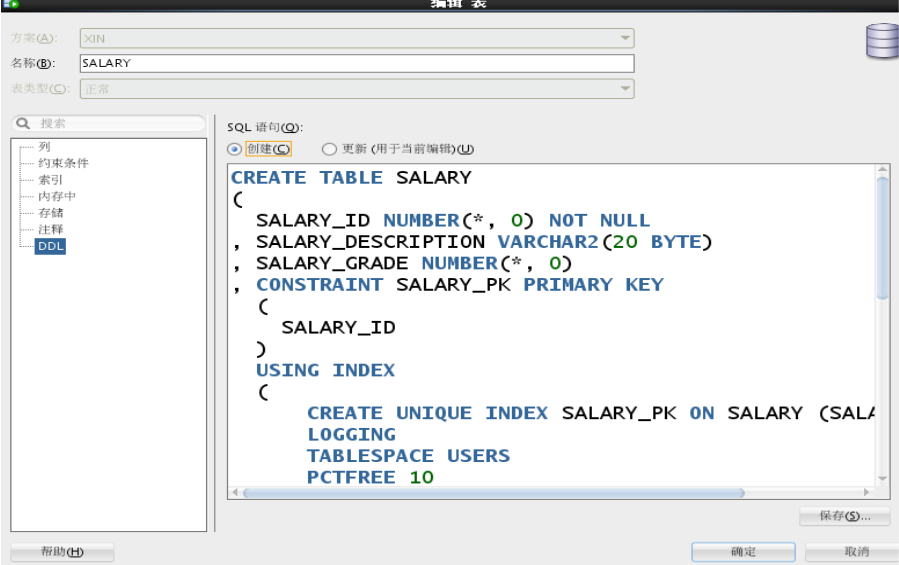 编辑 表
方案(A): XIN
名称(B): SALARY
表类型(C): 正常
搜索
列
约束条件
索引
内存中
存储
注释
DDL
SQL 语句(Q):
创建(C) 更新 (用于当前编辑)(U)
CREATE TABLE SALARY
(
SALARY_ID NUMBER(*, 0) NOT NULL
, SALARY_DESCRIPTION VARCHAR2(20 BYTE)
, SALARY_GRADE NUMBER(*, 0)
, CONSTRAINT SALARY_PK PRIMARY KEY
(
SALARY_ID
)
USING INDEX
(
CREATE UNIQUE INDEX SALARY_PK ON SALARY (SALA
LOGGING
TABLESPACE USERS
PCTFREE 10
保存(S)...
帮助(H) 确定 取消